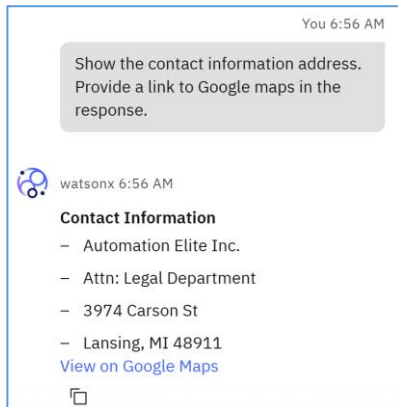 You 6:56 AM
Show the contact information address.
Provide a link to Google maps in the
response.
watsonx 6:56 AM
Contact Information
– Automation Elite Inc.
– Attn: Legal Department
– 3974 Carson St
– Lansing, MI 48911
View on Google Maps